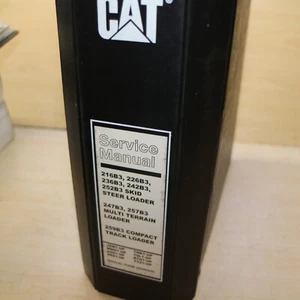 CAT®
Service
Manual
216B3, 226B3,
236B3, 242B3,
252B3 SKID
STEER LOADER
247B3, 257B3
MULTI TERRAIN
LOADER
259B3 COMPACT
TRACK LOADER